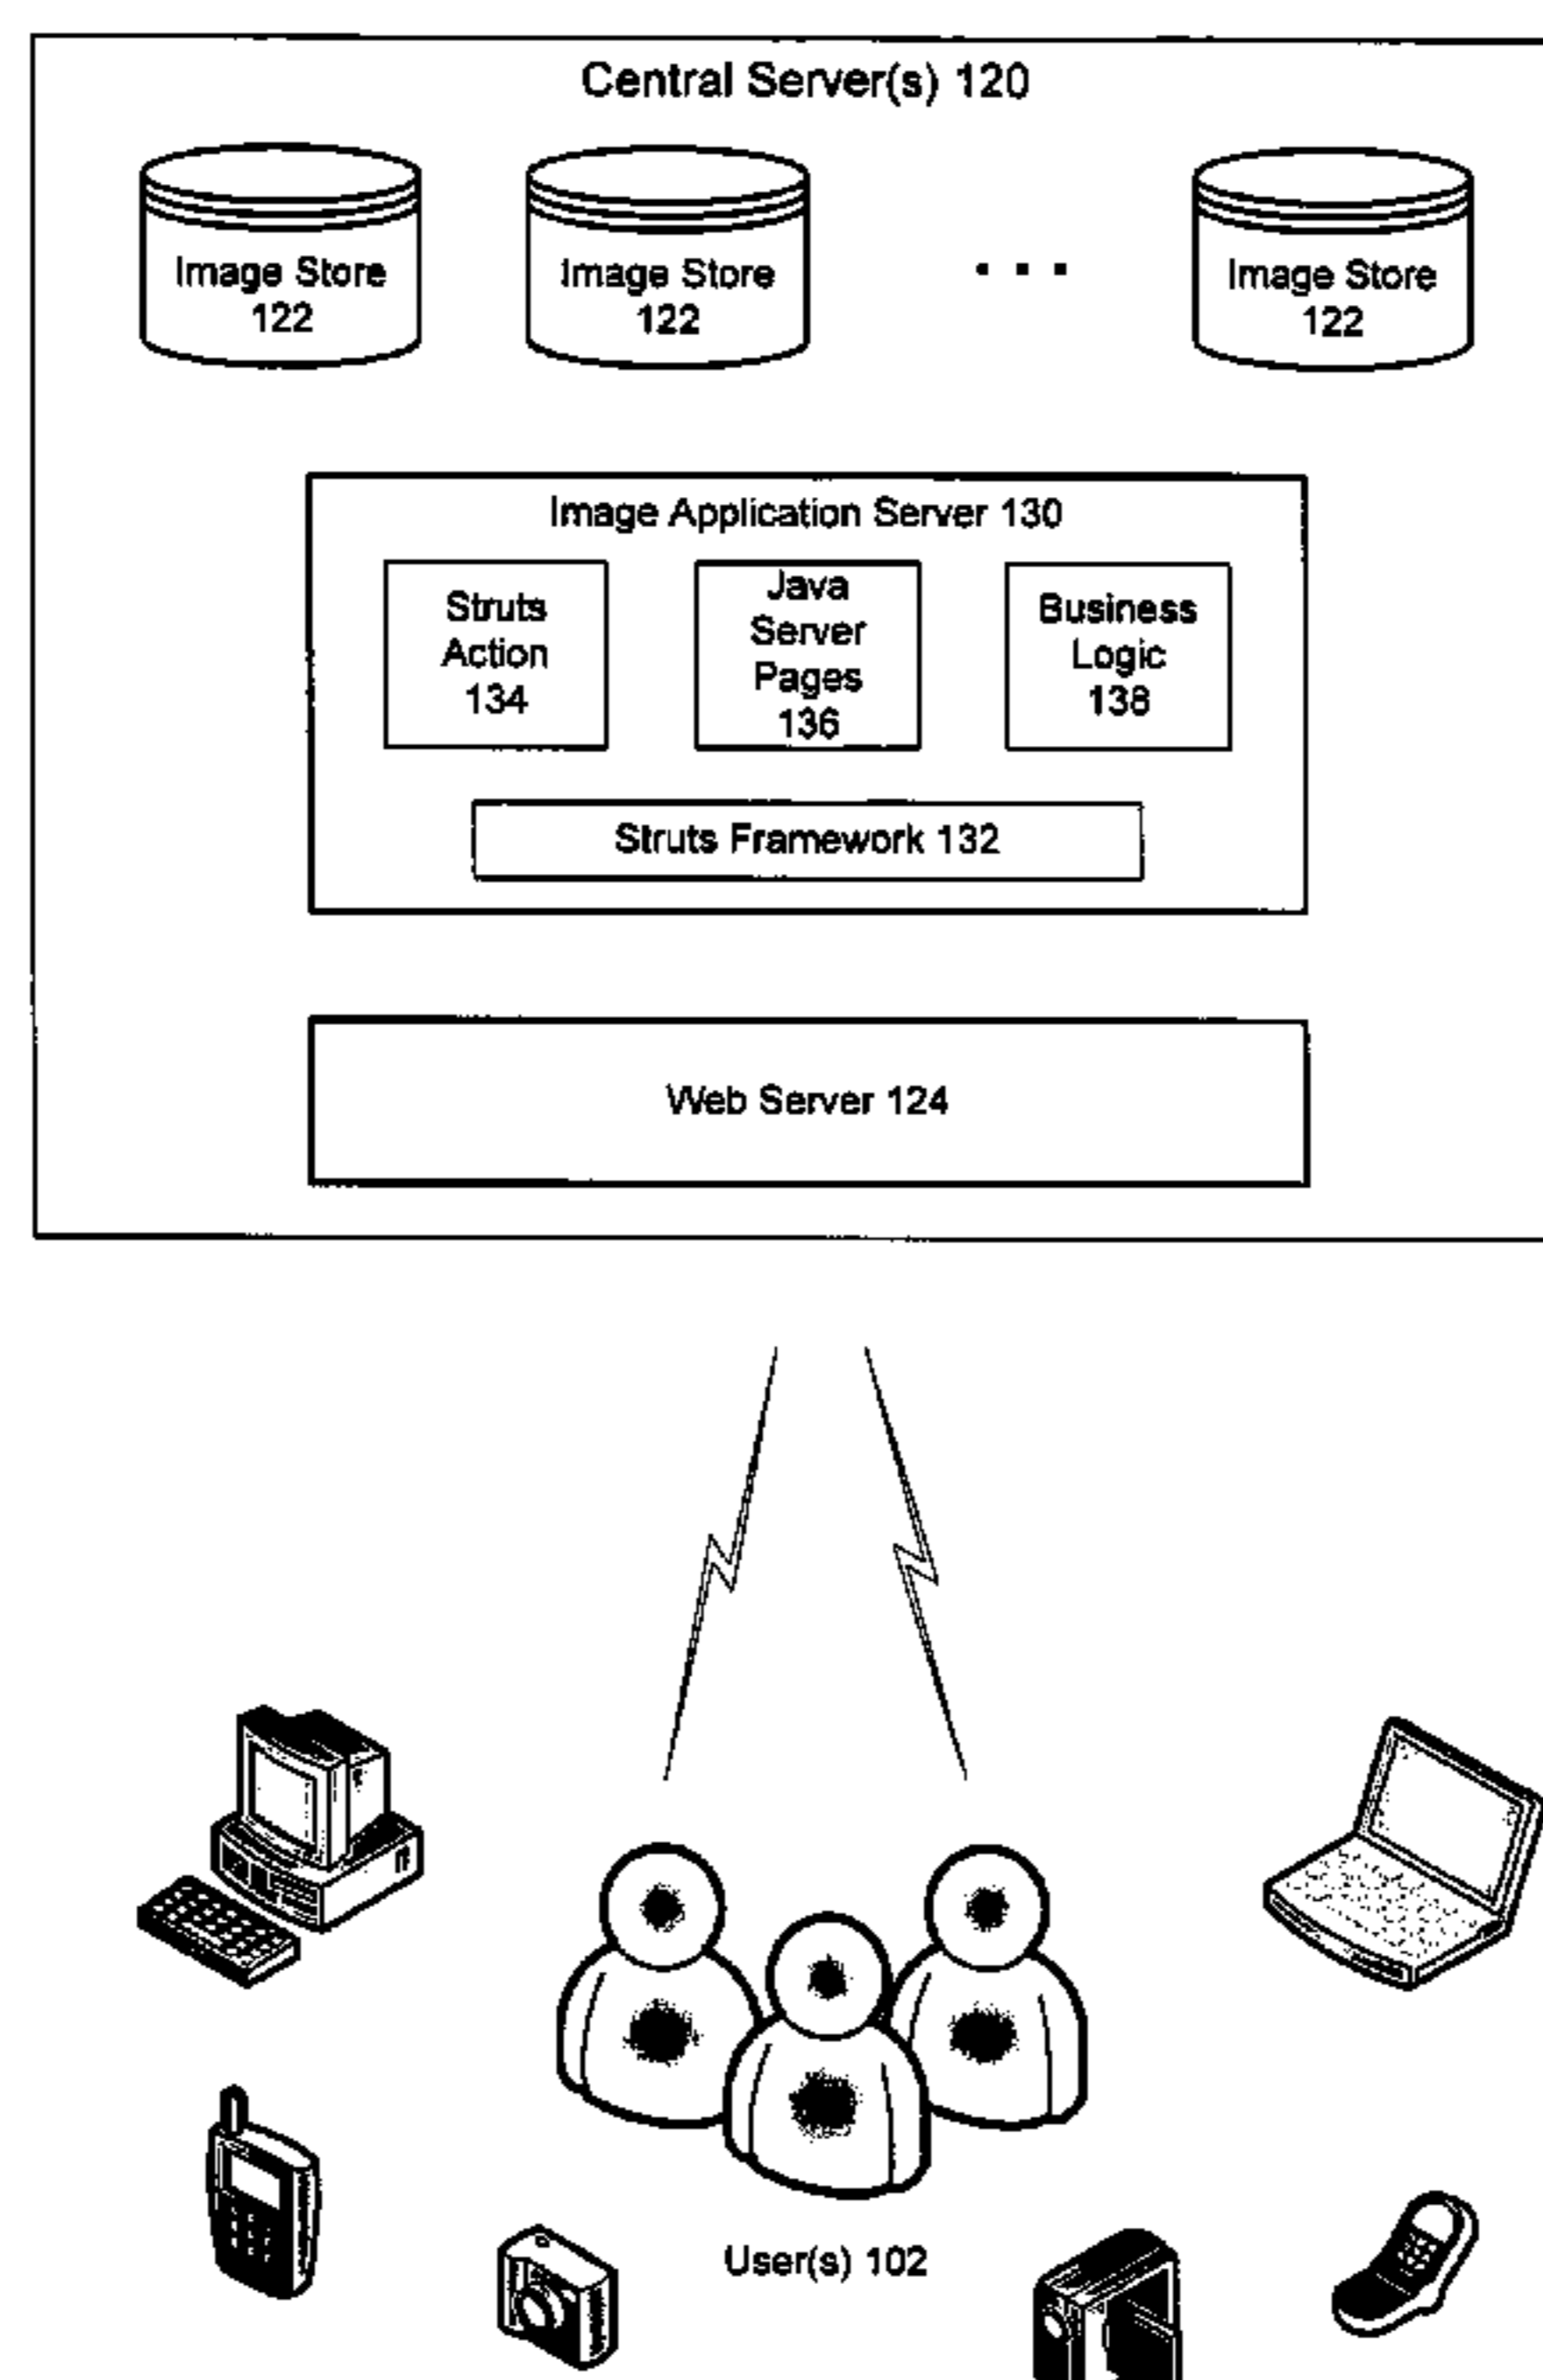 Central Server(s) 120
Image Store
122
Image Store
122
...
Image Store
122
Image Application Server 130
Struts
Action
134
Java
Server
Pages
136
Business
Logic
138
Struts Framework 132
Web Server 124
User(s) 102